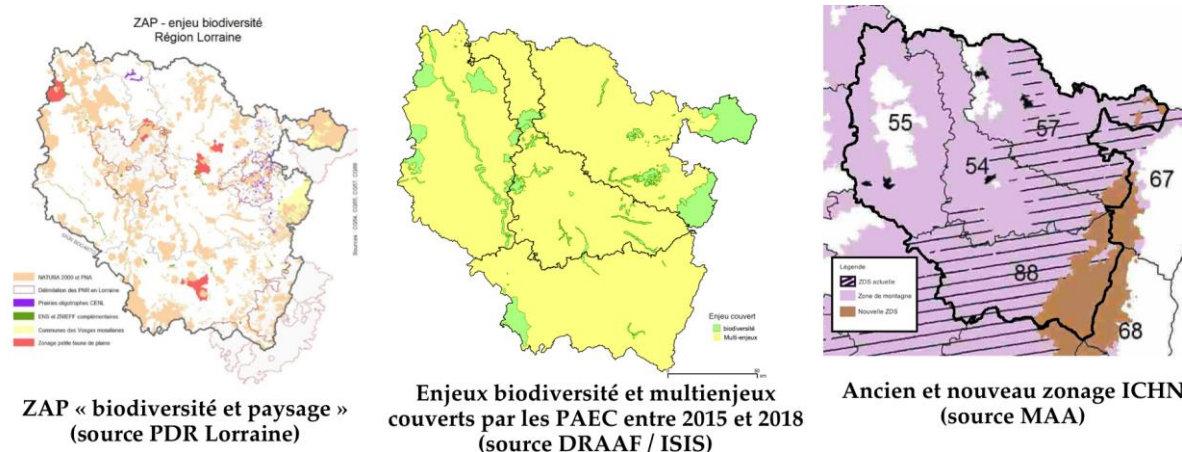 ZAP - enjeu biodiversité
Région Lorraine
NATURA 2000 et PNA
Délimitation des PNR en Lorraine
Prairies oligotrophes CENL
ENS et ZNIEFF complémentaires
Communes des Vosges mosellanes
Zonage petite faune de plaine
ZAP « biodiversité et paysage »
(source PDR Lorraine)
Enjeu couvert
biodiversité
Multi-enjeux
Enjeux biodiversité et multienjeux
couverts par les PAEC entre 2015 et 2018
(source DRAAF / ISIS)
55
57
54
67
88
68
Légende
ZDS actuelle
Zone de montagne
Nouvelle ZDS
Ancien et nouveau zonage ICHN
(source MAA)